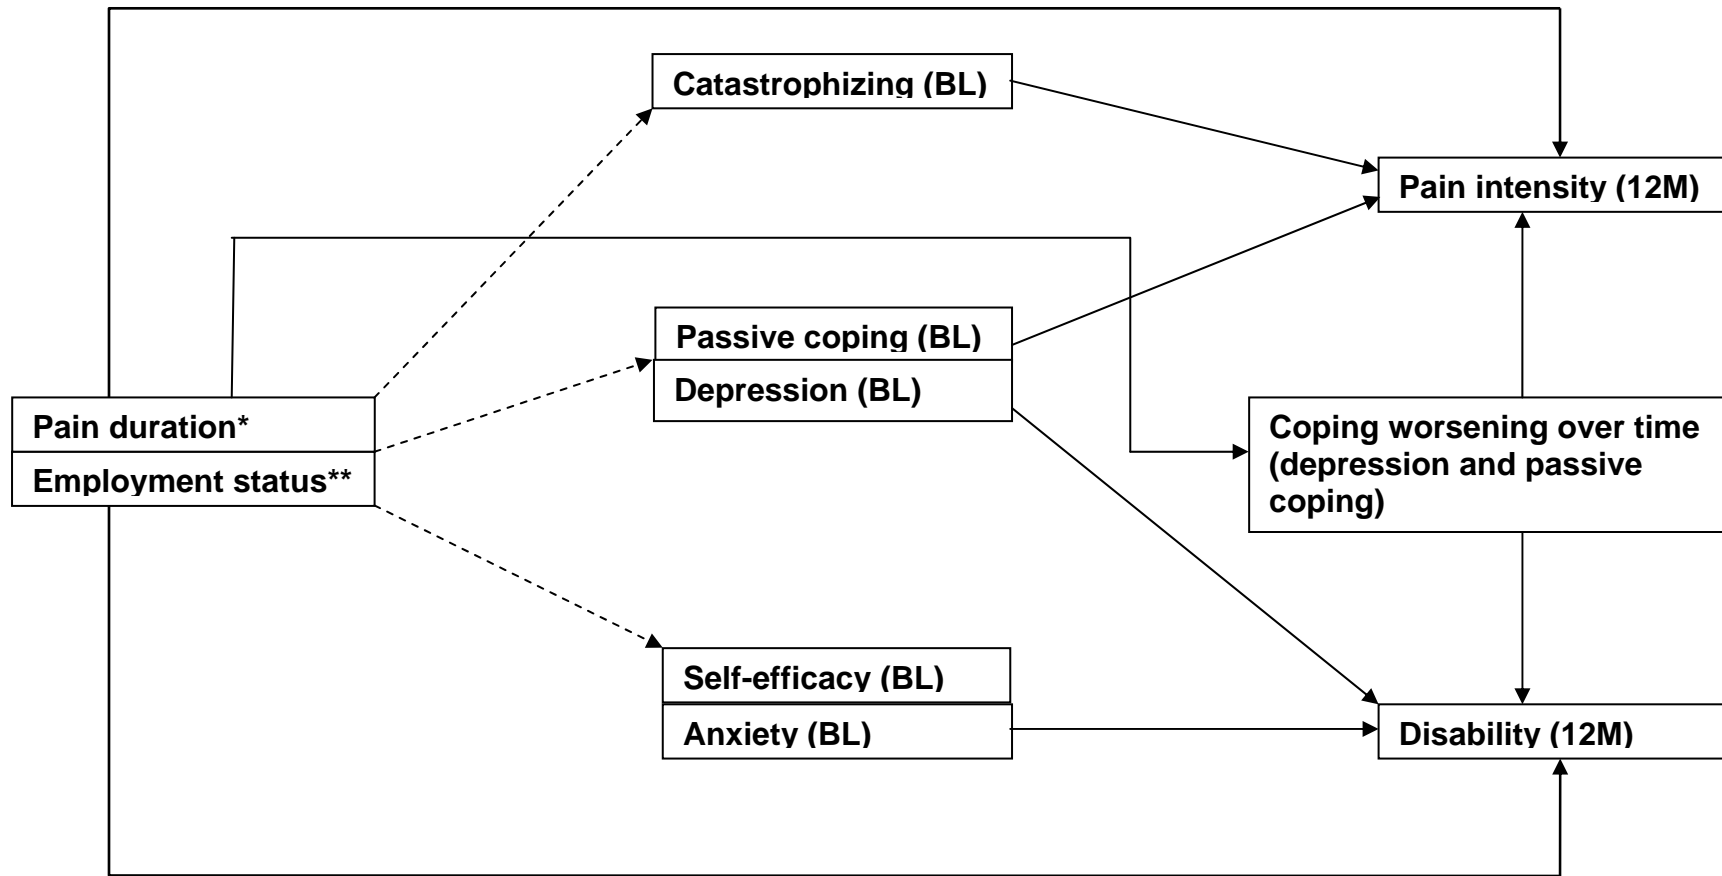 Catastrophizing (BL)
Pain intensity (12M)
Passive coping (BL)
Depression (BL)
Pain duration*
Employment status**
Coping worsening over time
(depression and passive
coping)
Self-efficacy (BL)
Anxiety (BL)
Disability (12M)